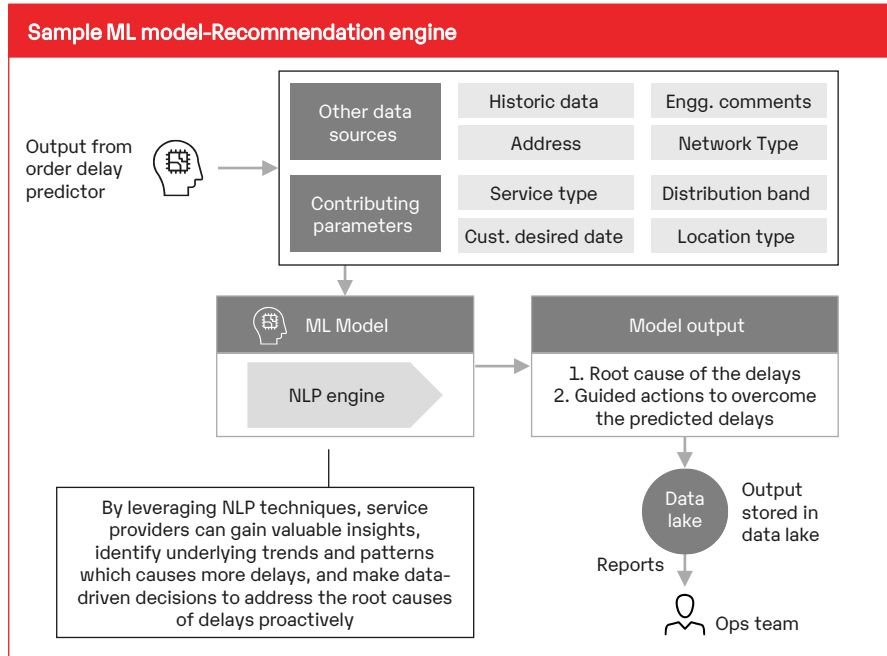 Sample ML model-Recommendation engine
Output from
order delay
predictor
Other data
sources
Historic data
Engg. comments
Address
Network Type
Contributing
parameters
Service type
Distribution band
Cust. desired date
Location type
ML Model
NLP engine
Model output
1. Root cause of the delays
2. Guided actions to overcome
the predicted delays
By leveraging NLP techniques, service
providers can gain valuable insights,
identify underlying trends and patterns
which causes more delays, and make data-
driven decisions to address the root causes
of delays proactively
Data
lake
Output
stored in
data lake
Reports
Ops team